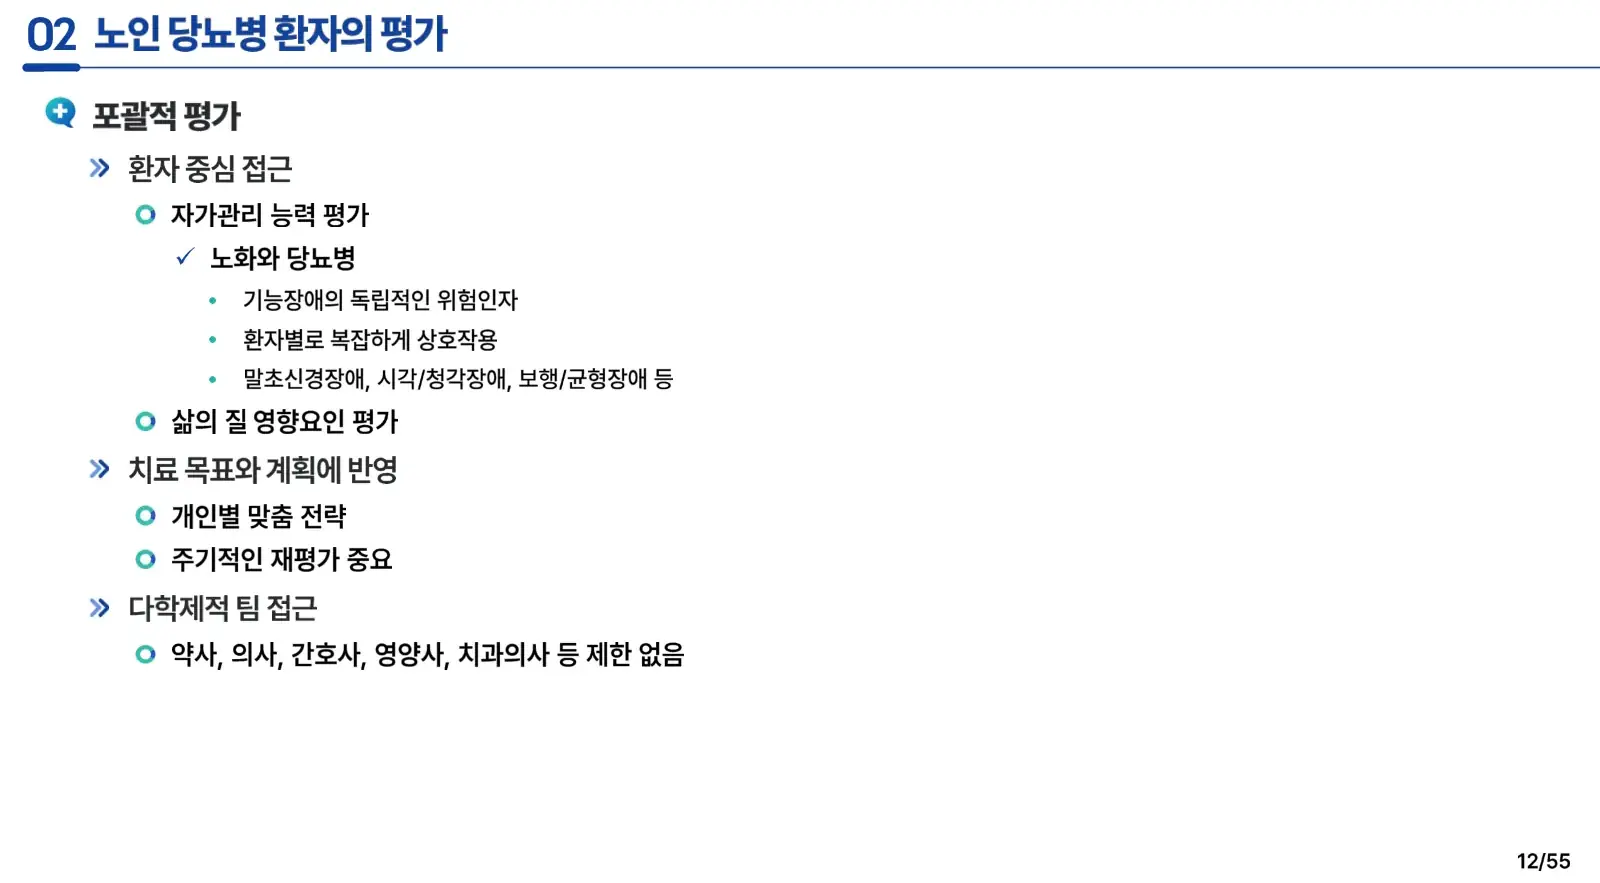 02 노인 당뇨병 환자의 평가
포괄적 평가
환자 중심 접근
자가관리 능력 평가
노화와 당뇨병
기능장애의 독립적인 위험인자
환자별로 복잡하게 상호작용
말초신경장애, 시각/청각장애, 보행/균형장애 등
삶의 질 영향요인 평가
치료 목표와 계획에 반영
개인별 맞춤 전략
주기적인 재평가 중요
다학제적 팀 접근
약사, 의사, 간호사, 영양사, 치과의사 등 제한 없음
12/55